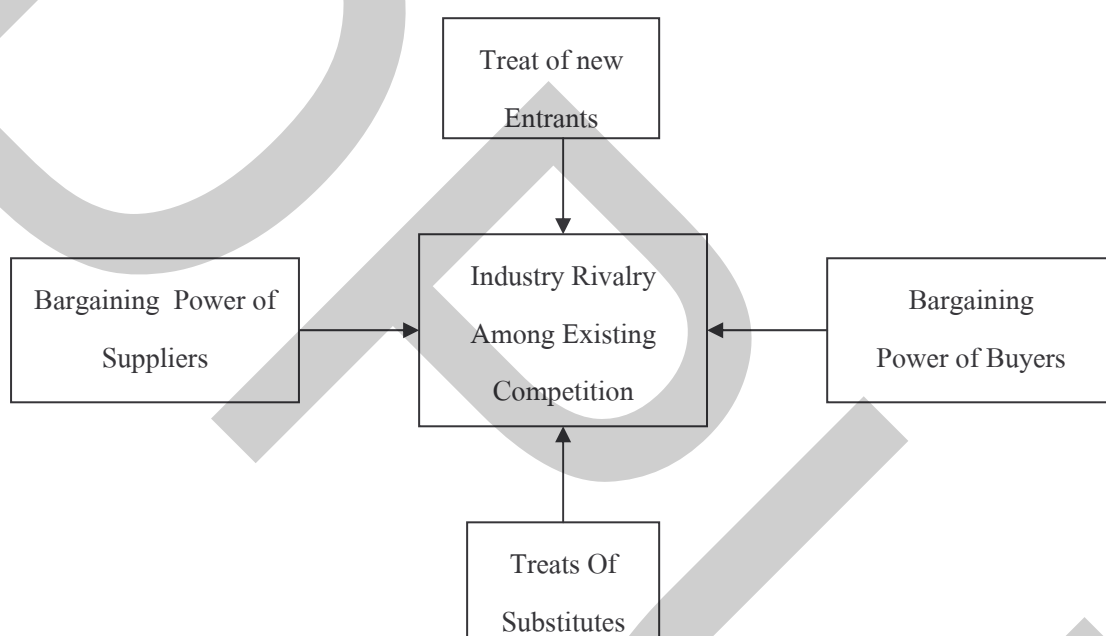 Treat of new
Entrants
Bargaining  Power of
Suppliers
Industry Rivalry
Among Existing
Competition
Bargaining
Power of Buyers
Treats Of
Substitutes